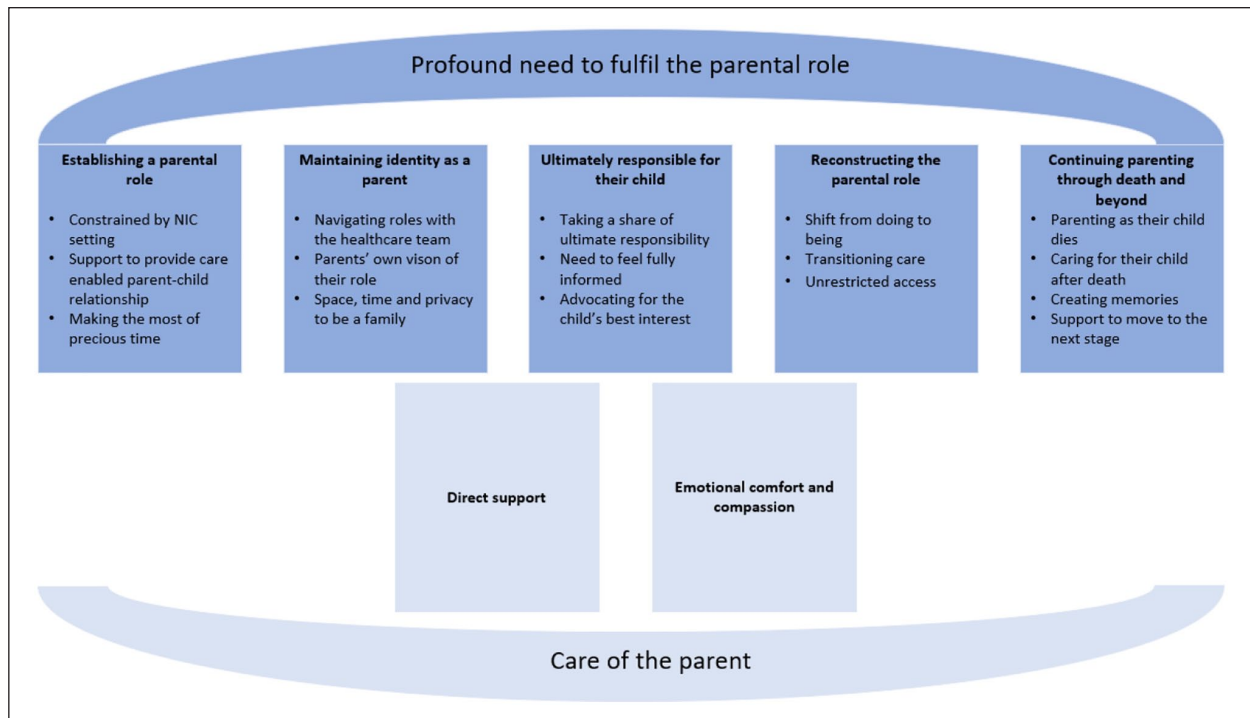 Profound need to fulfil the parental role
Establishing a parental
role
• Constrained by NIC
setting
• Support to provide care
enabled parent-child
relationship
• Making the most of
precious time
Maintaining identity as a
parent
• Navigating roles with
the healthcare team
• Parents’ own vison of
their role
• Space, time and privacy
to be a family
Ultimately responsible for
their child
• Taking a share of
ultimate responsibility
• Need to feel fully
informed
• Advocating for the
child’s best interest
Reconstructing the
parental role
• Shift from doing to
being
• Transitioning care
• Unrestricted access
Continuing parenting
through death and
beyond
• Parenting as their child
dies
• Caring for their child
after death
• Creating memories
• Support to move to the
next stage
Direct support
Emotional comfort and
compassion
Care of the parent